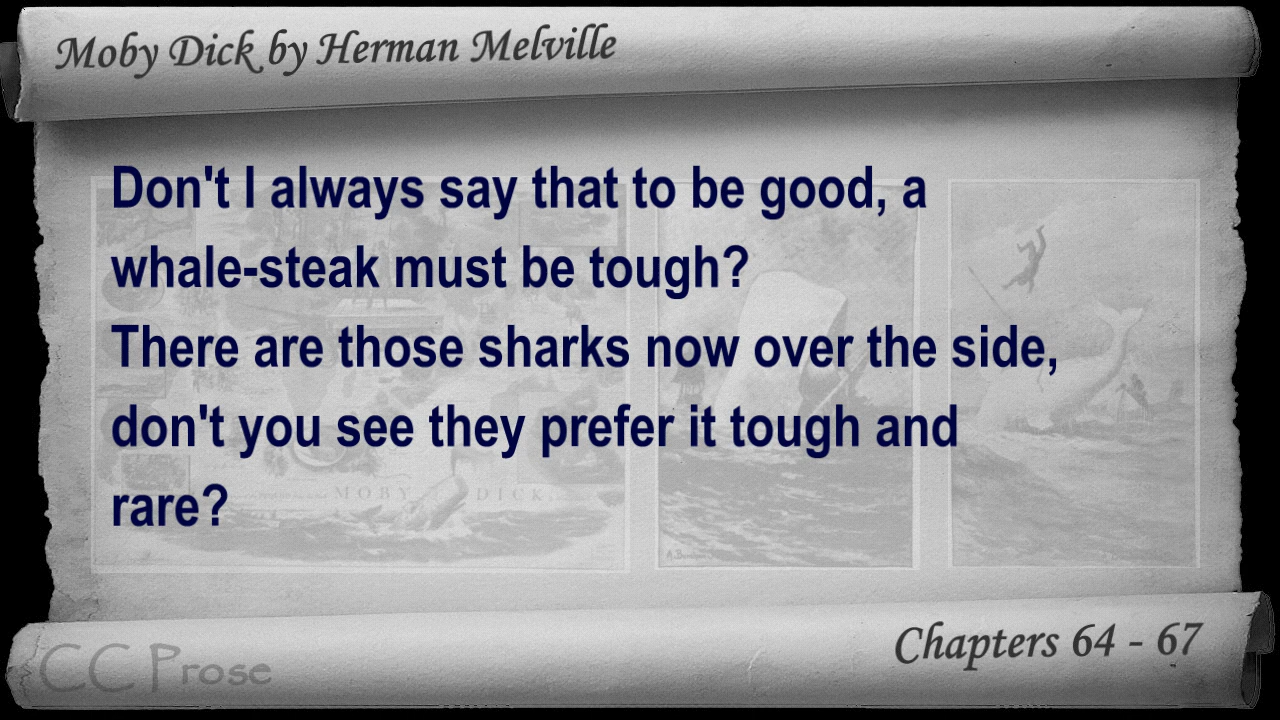 Moby Dick by Herman Melville
Don't I always say that to be good, a
whale-steak must be tough?
There are those sharks now over the side,
don't you see they prefer it tough and
rare?
MOBY DICK
Chapters 64 - 67
CC Prose